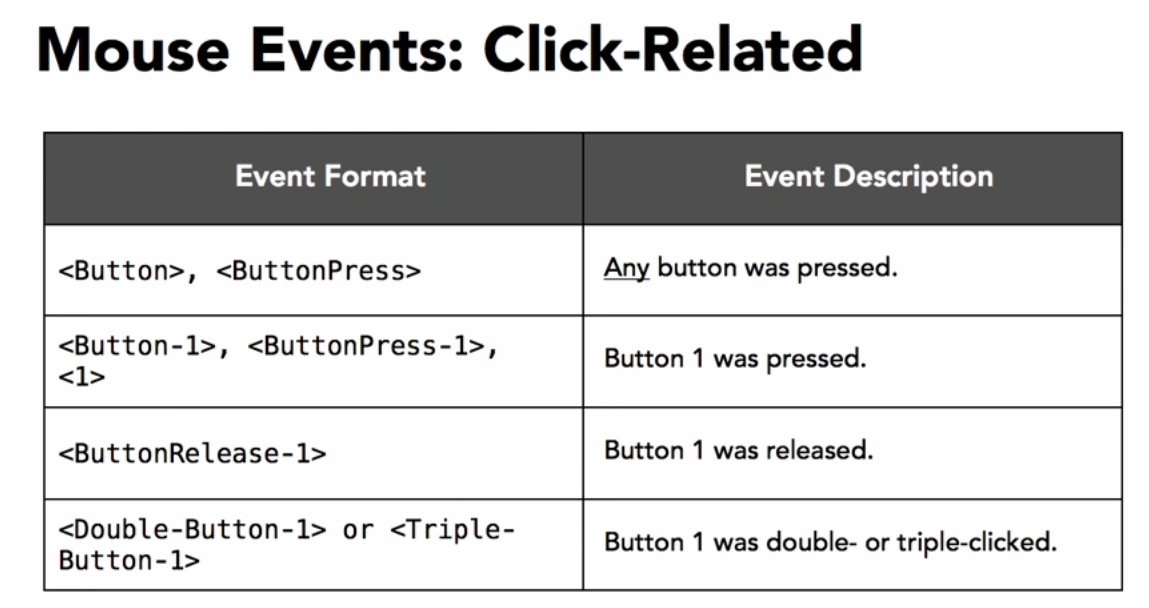 Mouse Events: Click-Related
Event Format
Event Description
<Button>, <ButtonPress>
Any button was pressed.
<Button-1>, <ButtonPress-1>,
<1>
Button 1 was pressed.
<ButtonRelease-1>
Button 1 was released.
<Double-Button-1> or <Triple-
Button-1>
Button 1 was double- or triple-clicked.